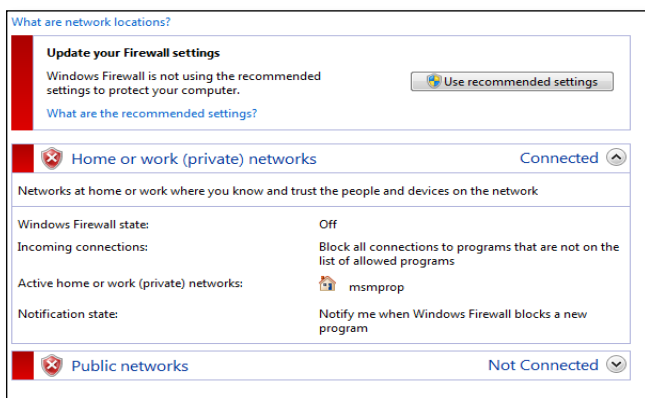 What are network locations?
Update your Firewall settings
Windows Firewall is not using the recommended
settings to protect your computer.
Use recommended settings
What are the recommended settings?
Home or work (private) networks
Connected
Networks at home or work where you know and trust the people and devices on the network
Windows Firewall state:
Off
Incoming connections:
Block all connections to programs that are not on the
list of allowed programs
Active home or work (private) networks:
msmprop
Notification state:
Notify me when Windows Firewall blocks a new
program
Public networks
Not Connected